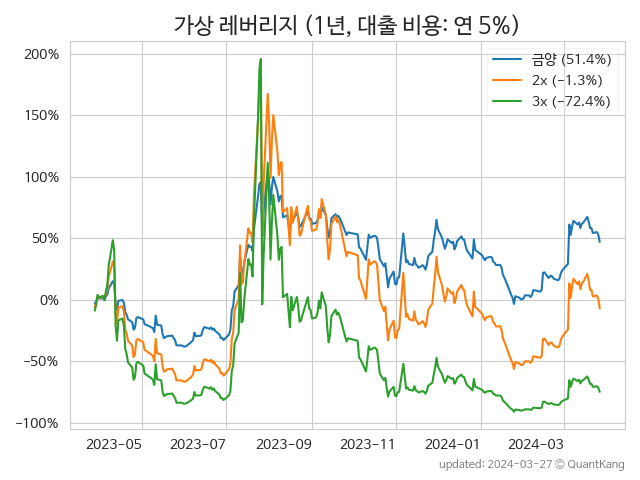 가상 레버리지 (1년, 대출 비용: 연 5%)
금양 (51.4%)
2x (−1.3%)
3x (−72.4%)
200%
150%
100%
50%
0%
−50%
−100%
2023−05
2023−07
2023−09
2023−11
2024−01
2024−03
updated: 2024-03-27 © QuantKang